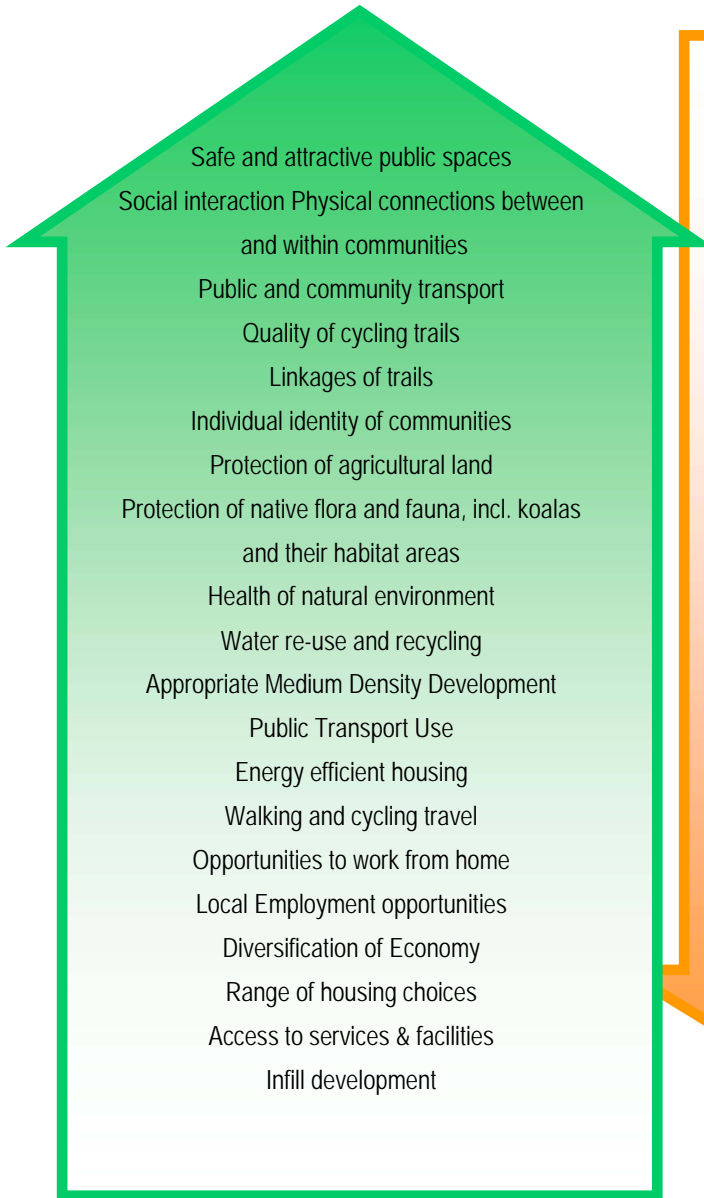 Safe and attractive public spaces
Social interaction Physical connections between
and within communities
Public and community transport
Quality of cycling trails
Linkages of trails
Individual identity of communities
Protection of agricultural land
Protection of native flora and fauna, incl. koalas
and their habitat areas
Health of natural environment
Water re-use and recycling
Appropriate Medium Density Development
Public Transport Use
Energy efficient housing
Walking and cycling travel
Opportunities to work from home
Local Employment opportunities
Diversification of Economy
Range of housing choices
Access to services & facilities
Infill development